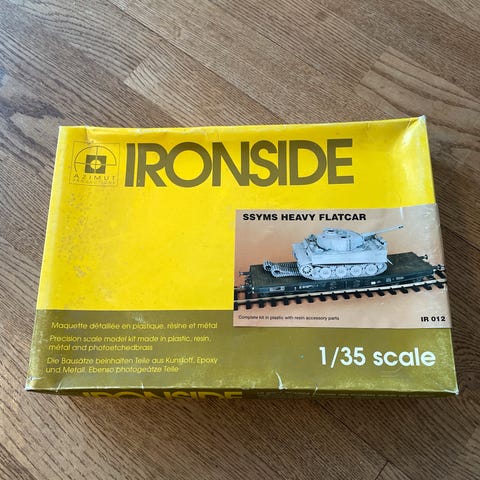 IRONSIDE
AZIMUT
PRODUCTIONS
SSYMS HEAVY FLATCAR
Complete kit in plastic with resin accessory parts
IR 012
Maquette détaillée en plastique, résine et métal
Precision scale model kit made in plastic, resin,
métal and photoetchedbrass
Die Bausätze beinhalten Teile aus Kunstoff, Epoxy
und Metall. Ebenso photogeätze Teile
1/35 scale
IRONSIDE